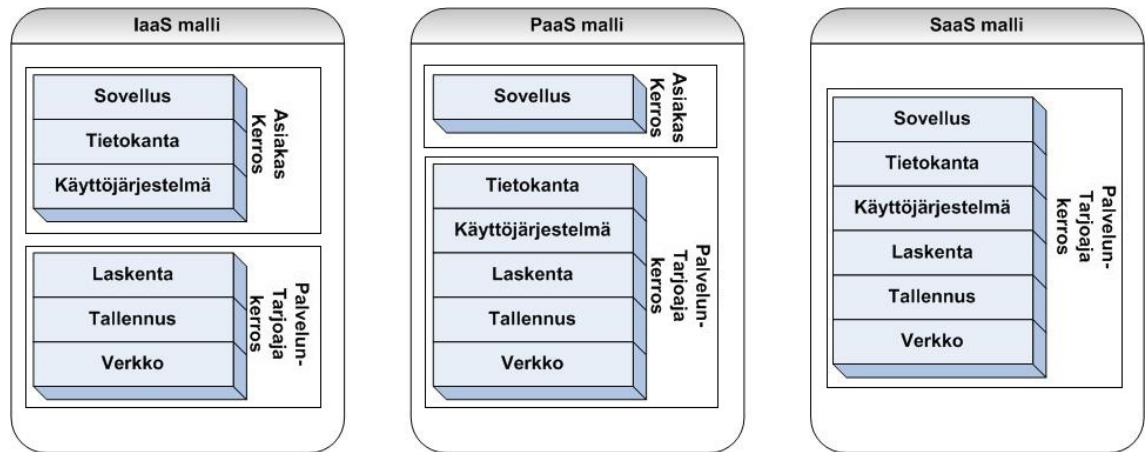 IaaS malli
Sovellus
Tietokanta
Käyttöjärjestelmä
Asiakas
Kerros
Laskenta
Tallennus
Verkko
Palvelun-
Tarjoaja
kerros
PaaS malli
Sovellus
Asiakas
Kerros
Tietokanta
Käyttöjärjestelmä
Laskenta
Tallennus
Verkko
Palvelun-
Tarjoaja
kerros
SaaS malli
Sovellus
Tietokanta
Käyttöjärjestelmä
Laskenta
Tallennus
Verkko
Palvelun-
Tarjoaja
kerros